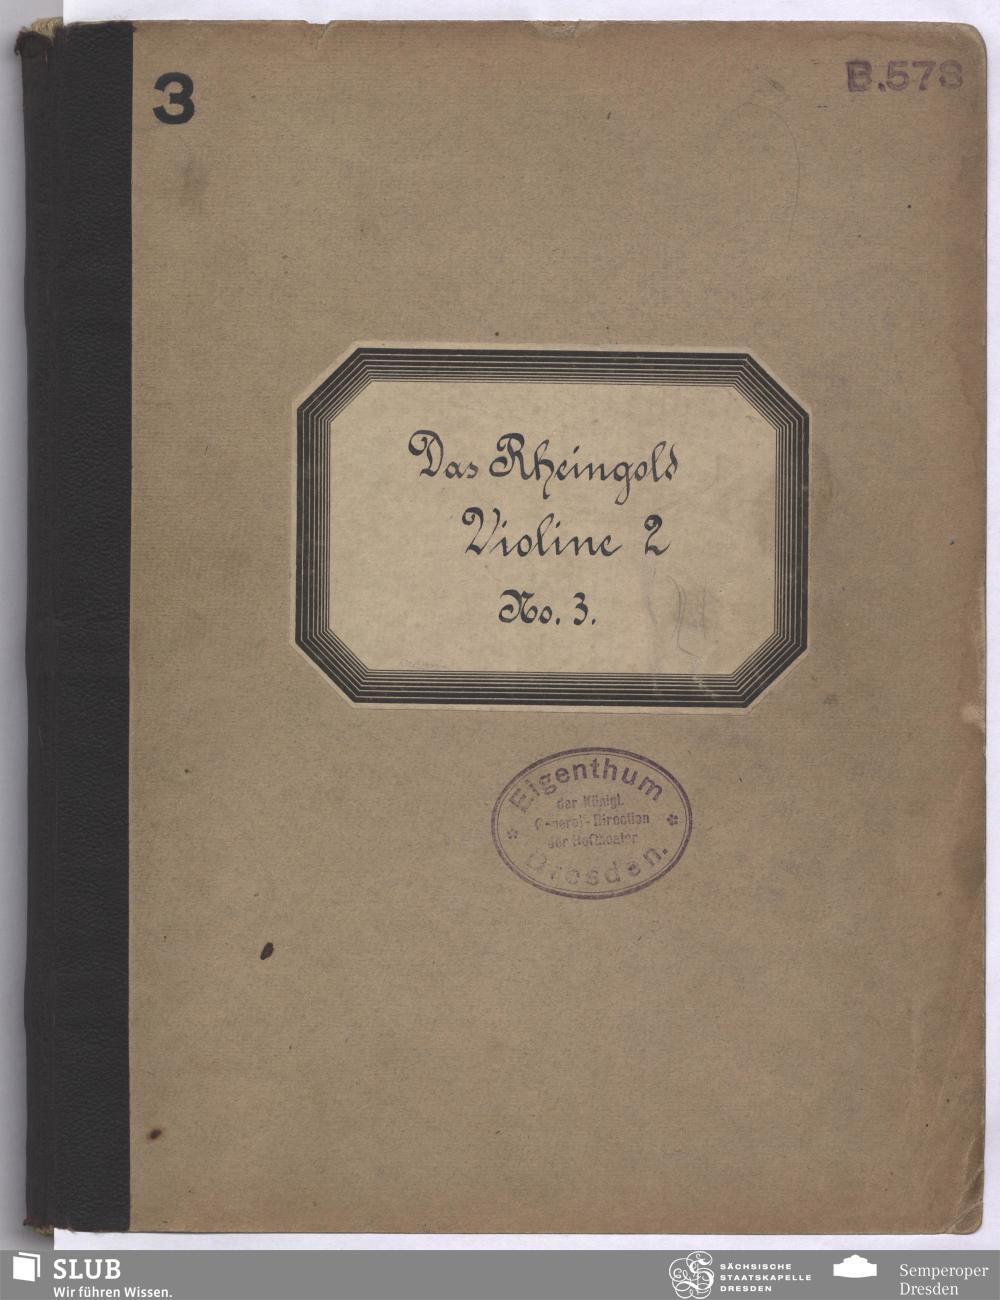 3
B.578
Das Rheingold
Violine 2
No. 3.
Eigenthum
der Königl.
General-Direction
der Hoftheater
Dresden.
SLUB
Wir führen Wissen.
SÄCHSISCHE
STAATSKAPELLE
DRESDEN
Semperoper
Dresden